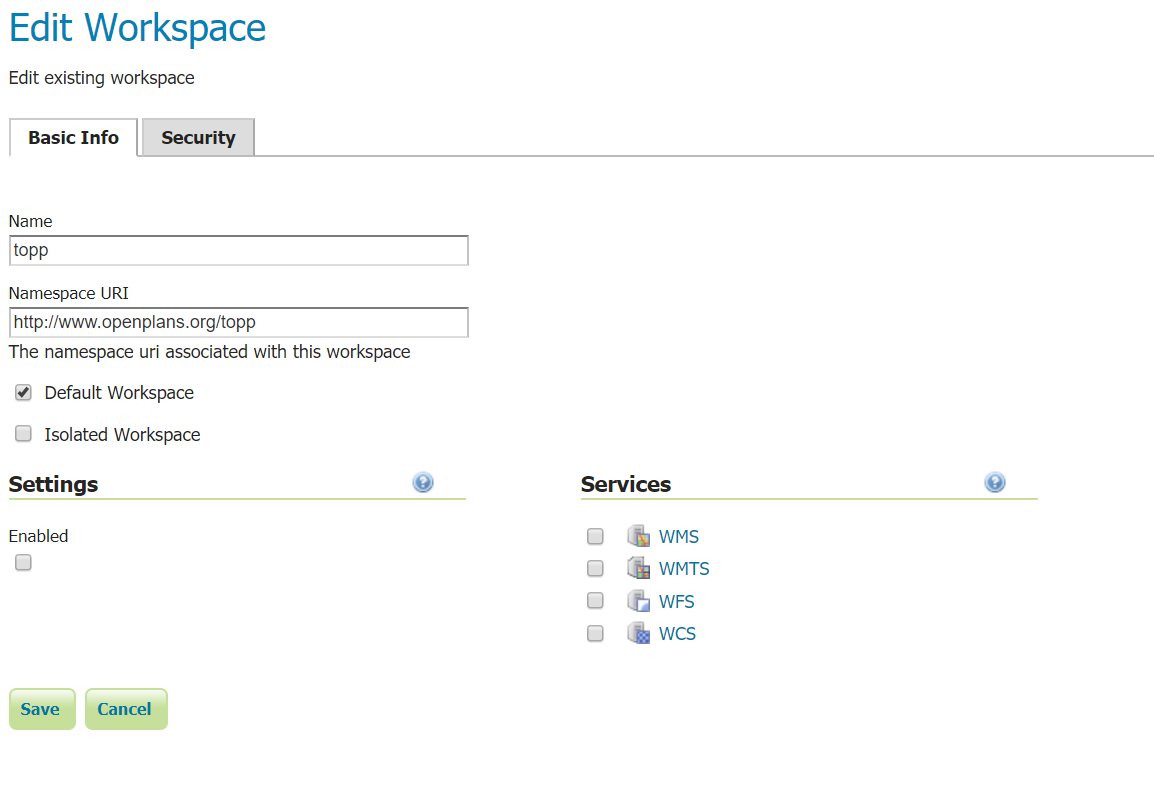 Edit Workspace
Edit existing workspace
Basic Info
Security
Name
topp
Namespace URI
http://www.openplans.org/topp
The namespace uri associated with this workspace
Default Workspace
Isolated Workspace
Settings
Enabled
Services
WMS
WMTS
WFS
WCS
Save
Cancel